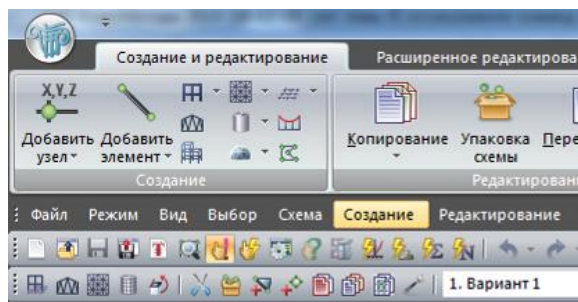 Создание и редактирование Расширенное редактирова
X,Y,Z
Добавить Добавить Копирование Упаковка Пере
узел элемент схемы
Создание Редактирован
Файл Режим Вид Выбор Схема Создание Редактирование
1. Вариант 1